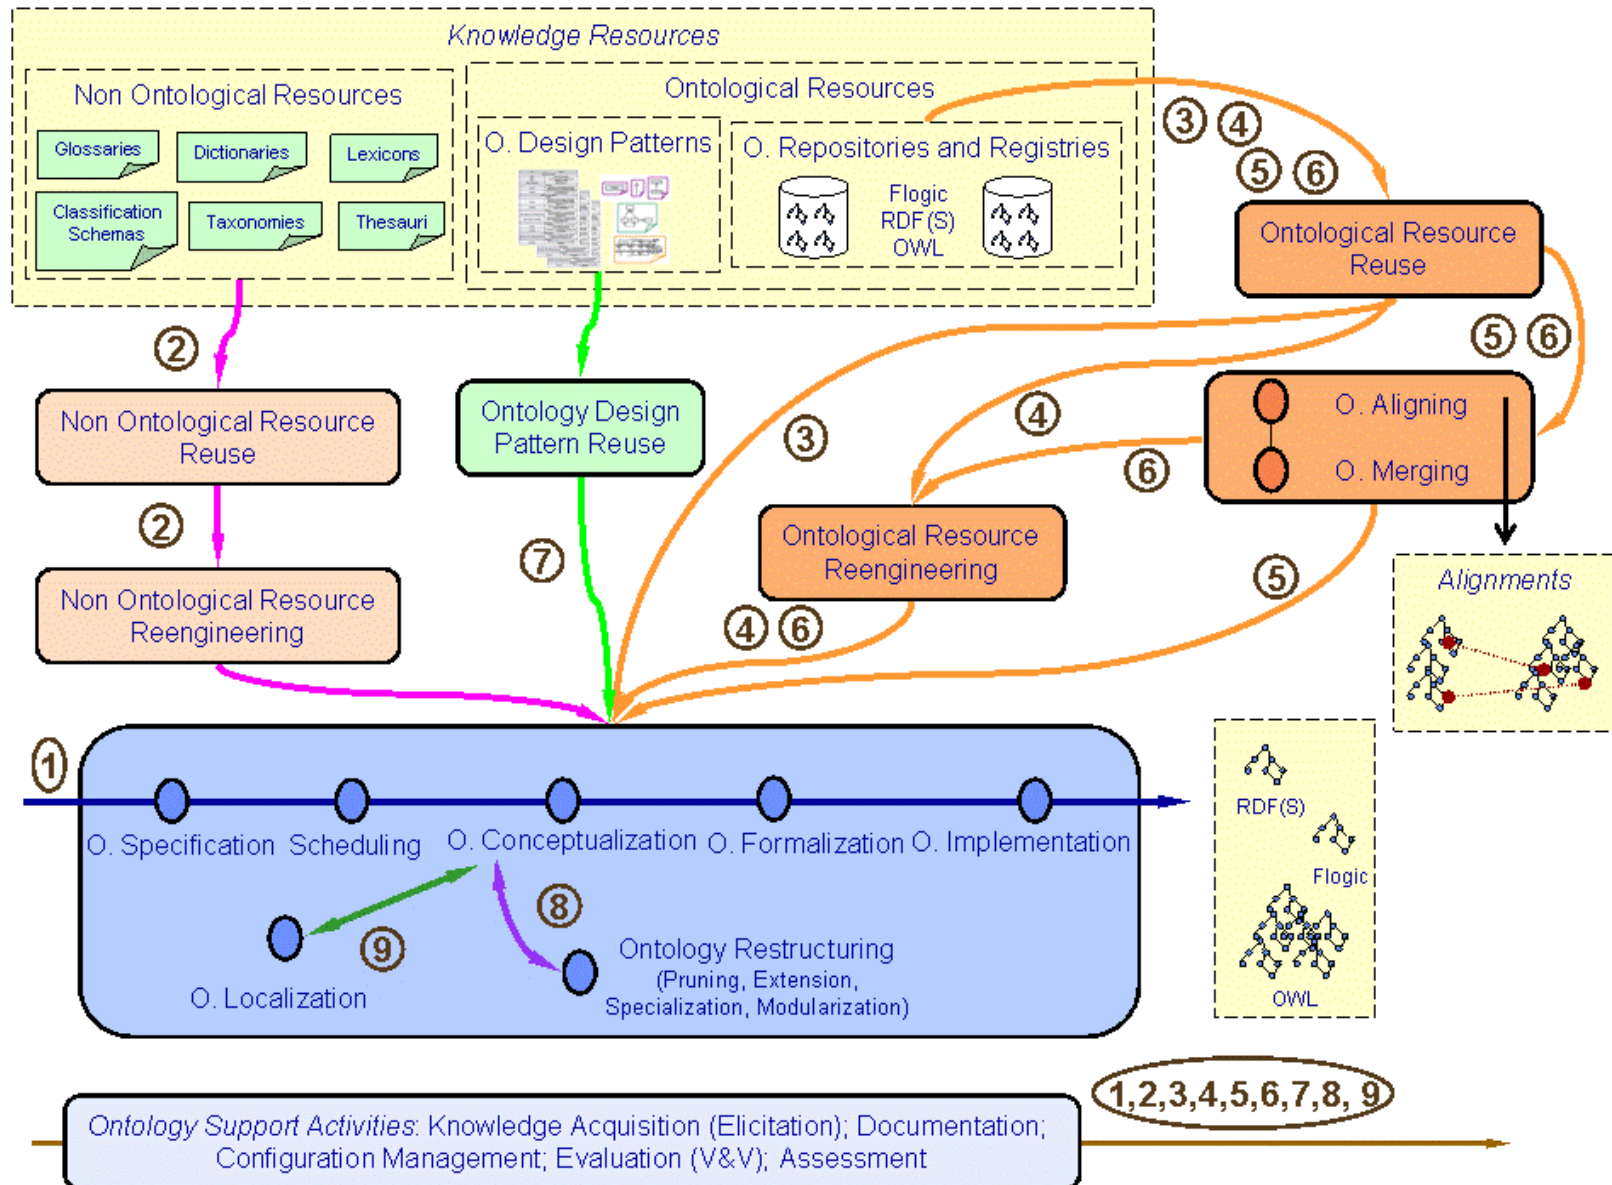 Knowledge Resources
Non Ontological Resources
Glossaries
Dictionaries
Lexicons
Classification
Schemas
Taxonomies
Thesauri
Ontological Resources
O. Design Patterns
O. Repositories and Registries
Flogic
RDF(S)
OWL
3 4
5 6
Ontological Resource
Reuse
5 6
2
Non Ontological Resource
Reuse
2
Non Ontological Resource
Reengineering
Ontology Design
Pattern Reuse
7
3
4
6
O. Aligning
O. Merging
Ontological Resource
Reengineering
4 6
5
Alignments
1
O. Specification
Scheduling
O. Conceptualization
O. Formalization
O. Implementation
9
8
O. Localization
Ontology Restructuring
(Pruning, Extension,
Specialization, Modularization)
RDF(S)
Flogic
OWL
1,2,3,4,5,6,7,8, 9
Ontology Support Activities: Knowledge Acquisition (Elicitation); Documentation;
Configuration Management; Evaluation (V&V); Assessment